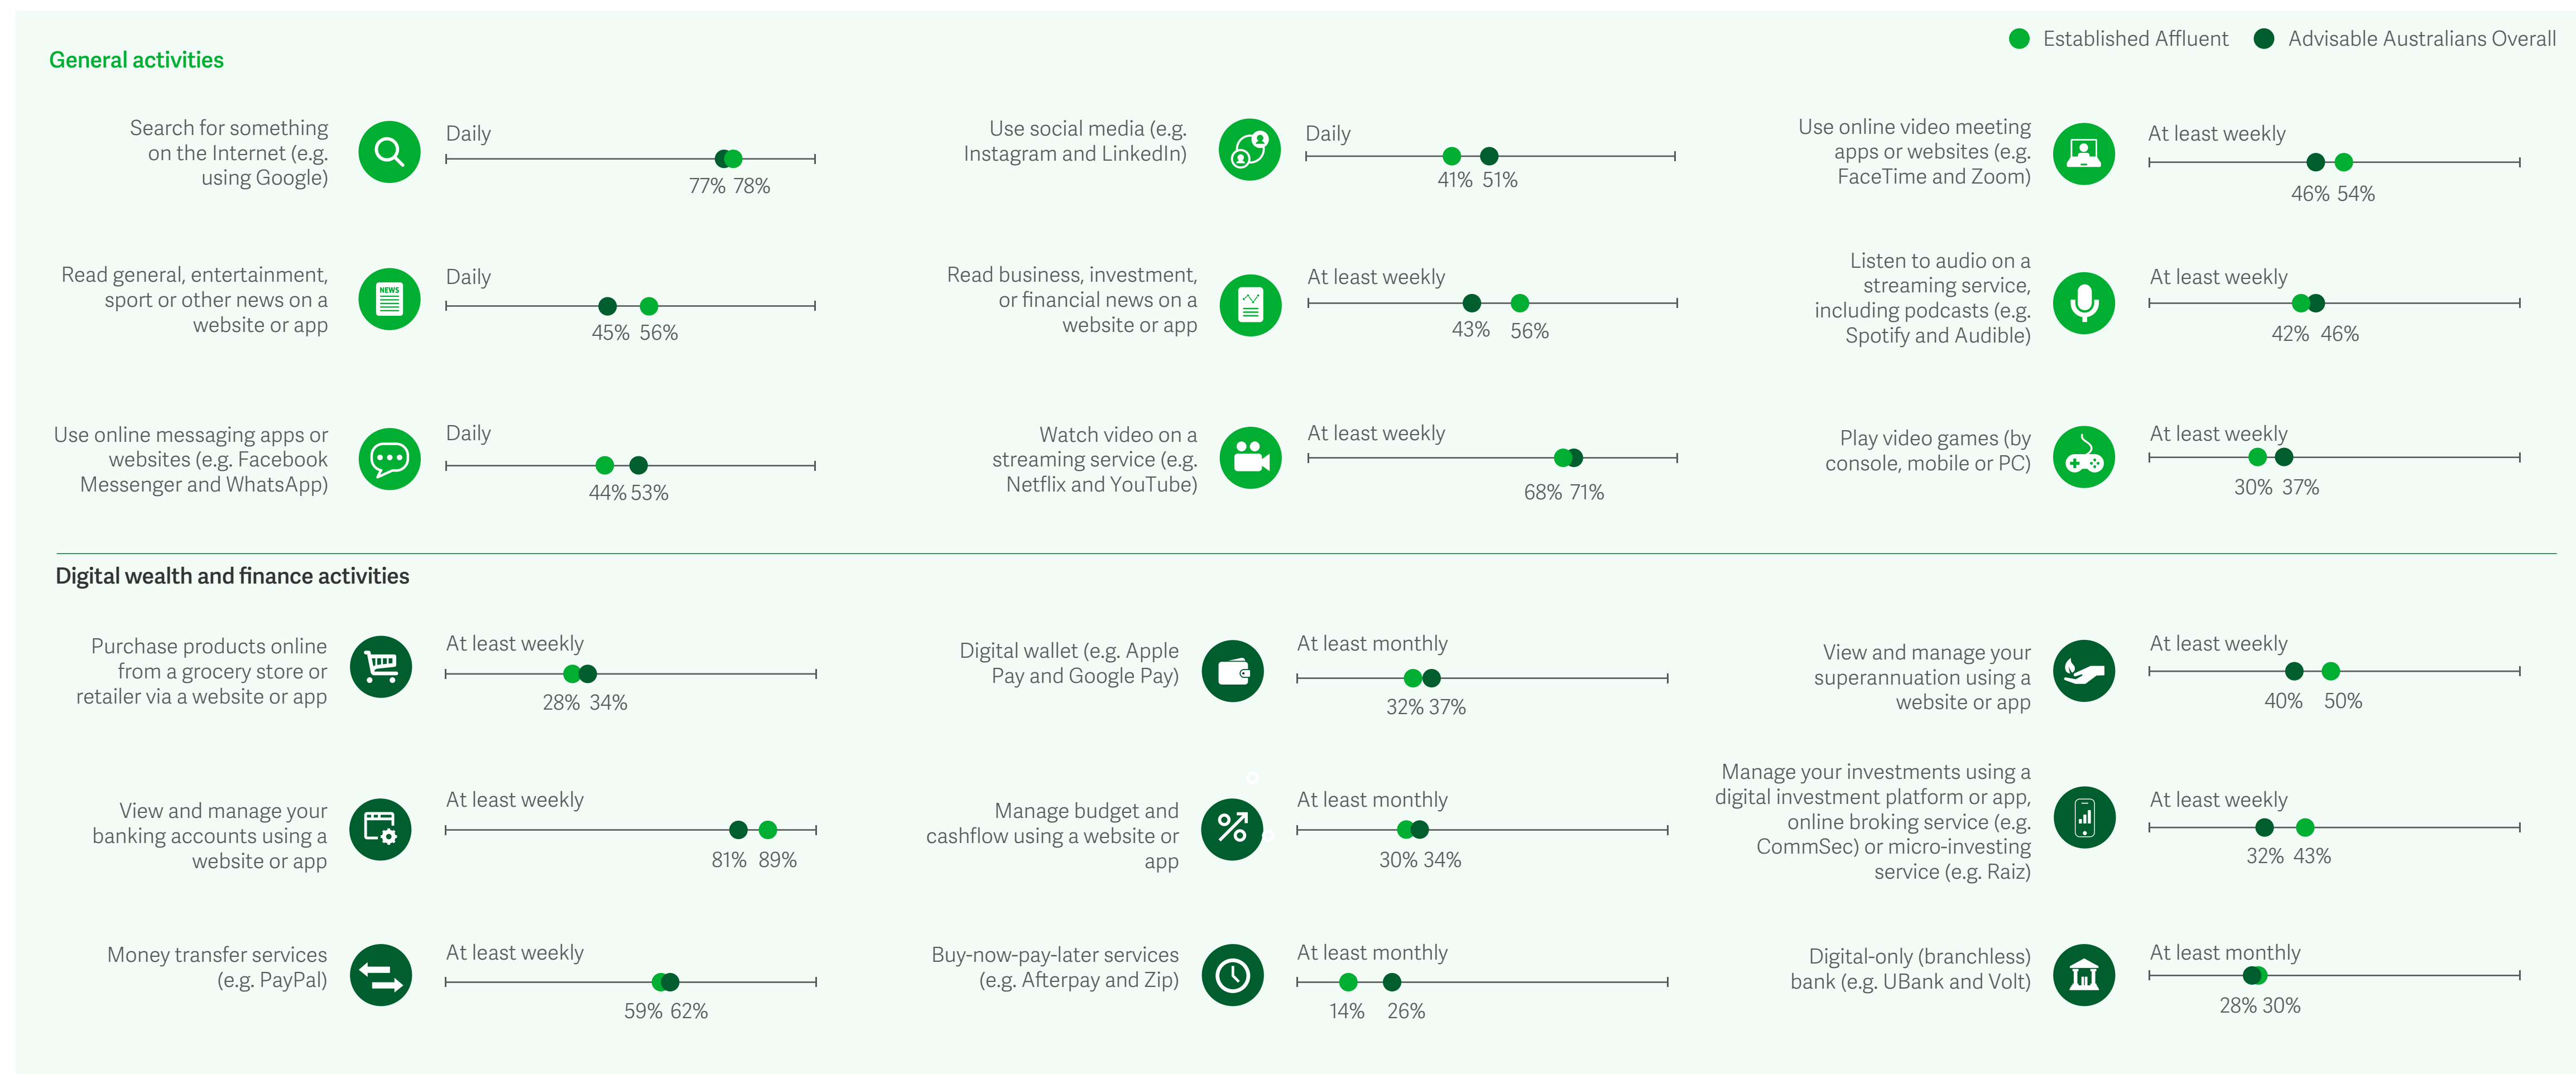 Established Affluent
Advisable Australians Overall
General activities
Search for something
on the Internet (e.g.
using Google)
Daily
77% 78%
Use social media (e.g.
Instagram and LinkedIn)
Daily
41% 51%
Use online video meeting
apps or websites (e.g.
FaceTime and Zoom)
At least weekly
46% 54%
Read general, entertainment,
sport or other news on a
website or app
NEWS
Daily
45% 56%
Read business, investment,
or financial news on a
website or app
At least weekly
43% 56%
Listen to audio on a
streaming service,
including podcasts (e.g.
Spotify and Audible)
At least weekly
42% 46%
Use online messaging apps or
websites (e.g. Facebook
Messenger and WhatsApp)
Daily
44% 53%
Watch video on a
streaming service (e.g.
Netflix and YouTube)
At least weekly
68% 71%
Play video games (by
console, mobile or PC)
At least weekly
30% 37%
Digital wealth and finance activities
Purchase products online
from a grocery store or
retailer via a website or app
At least weekly
28% 34%
Digital wallet (e.g. Apple
Pay and Google Pay)
At least monthly
32% 37%
View and manage your
superannuation using a
website or app
At least weekly
40% 50%
View and manage your
banking accounts using a
website or app
At least weekly
81% 89%
Manage budget and
cashflow using a website or
app
At least monthly
30% 34%
Manage your investments using a
digital investment platform or app,
online broking service (e.g.
CommSec) or micro-investing
service (e.g. Raiz)
At least weekly
32% 43%
Money transfer services
(e.g. PayPal)
At least weekly
59% 62%
Buy-now-pay-later services
(e.g. Afterpay and Zip)
At least monthly
14% 26%
Digital-only (branchless)
bank (e.g. UBank and Volt)
At least monthly
28% 30%